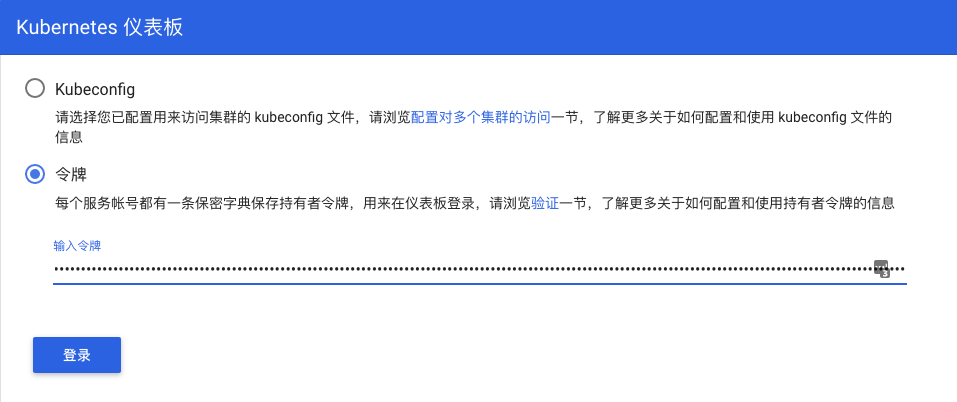 Kubernetes 仪表板
Kubeconfig
请选择您已配置用来访问集群的 kubeconfig 文件，请浏览配置对多个集群的访问一节，了解更多关于如何配置和使用 kubeconfig 文件的
信息
令牌
每个服务帐号都有一条保密字典保存持有者令牌，用来在仪表板登录，请浏览验证一节，了解更多关于如何配置和使用持有者令牌的信息
输入令牌
3
登录